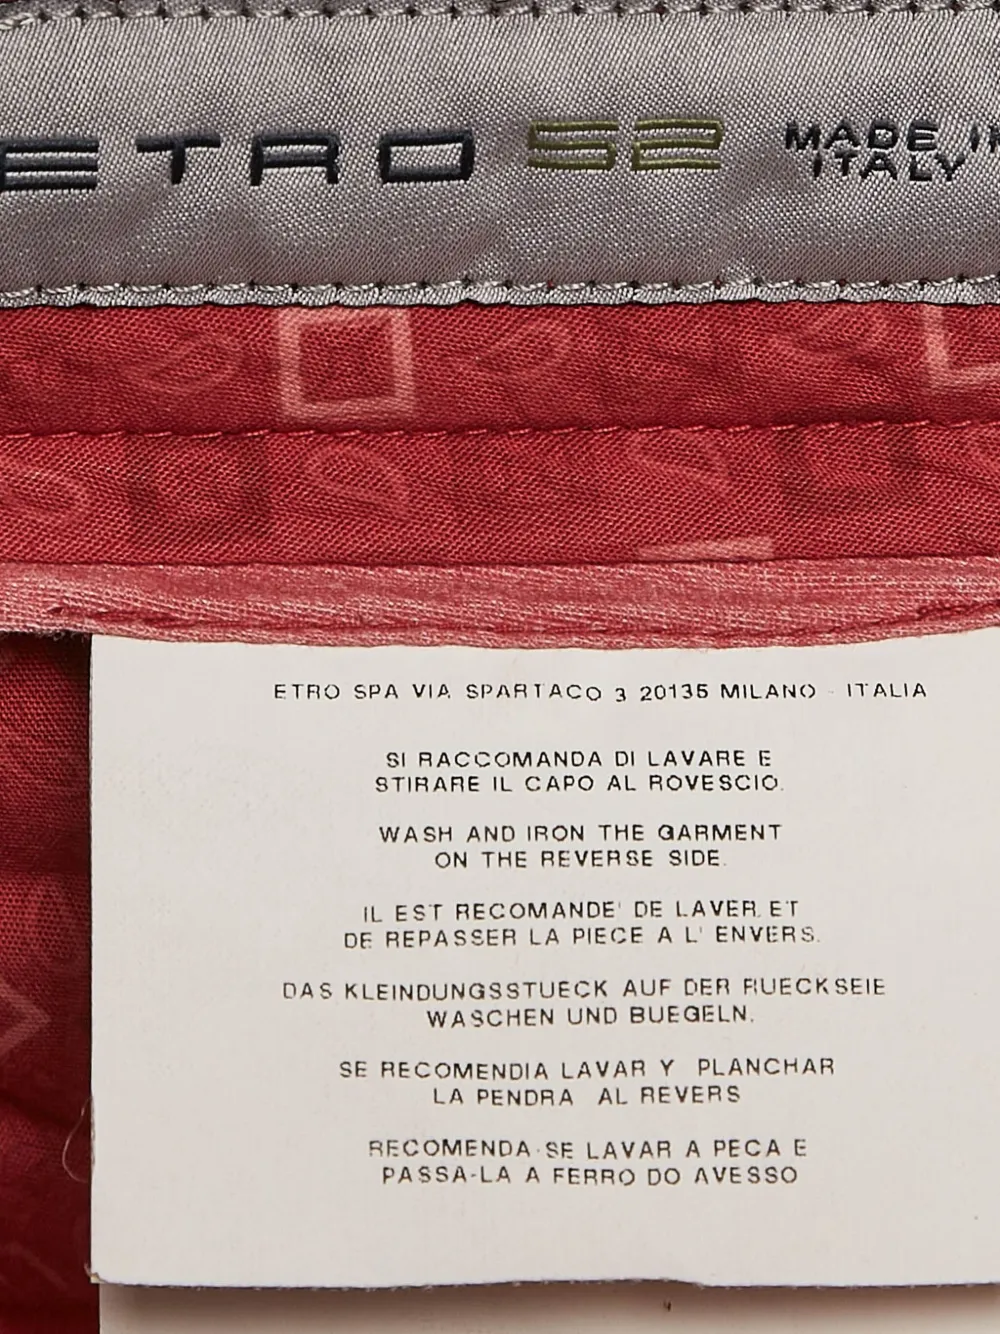 ETRO 52 MADE IN
ITALY
ETRO SPA VIA SPARTACO 3 20135 MILANO - ITALIA
SI RACCOMANDA DI LAVARE E
STIRARE IL CAPO AL ROVESCIO.
WASH AND IRON THE GARMENT
ON THE REVERSE SIDE.
IL EST RECOMANDE' DE LAVER ET
DE REPASSER LA PIECE A L' ENVERS.
DAS KLEINDUNGSSTUECK AUF DER RUECKSEIE
WASCHEN UND BUEGELN.
SE RECOMENDIA LAVAR Y PLANCHAR
LA PENDRA AL REVERS
RECOMENDA-SE LAVAR A PECA E
PASSA-LA A FERRO DO AVESSO